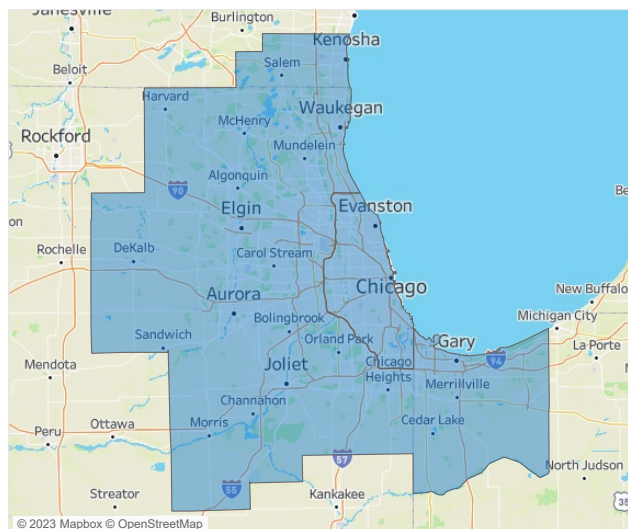 Janesville
Burlington
Kenosha
Beloit
Salem
Harvard
Waukegan
McHenry
Rockford
Mundelein
Algonquin
90
Elgin
Evanston
Rochelle
DeKalb
Carol Stream
Chicago
Aurora
New Buffalo
Bolingbrook
Michigan City
Sandwich
Orland Park
Gary
94
La Porte
Mendota
Joliet
Chicago
Heights
Merrillville
Channahon
Ottawa
Morris
Cedar Lake
Peru
57
North Judson
55
Streator
Kankakee
US 35
© 2023 Mapbox © OpenStreetMap